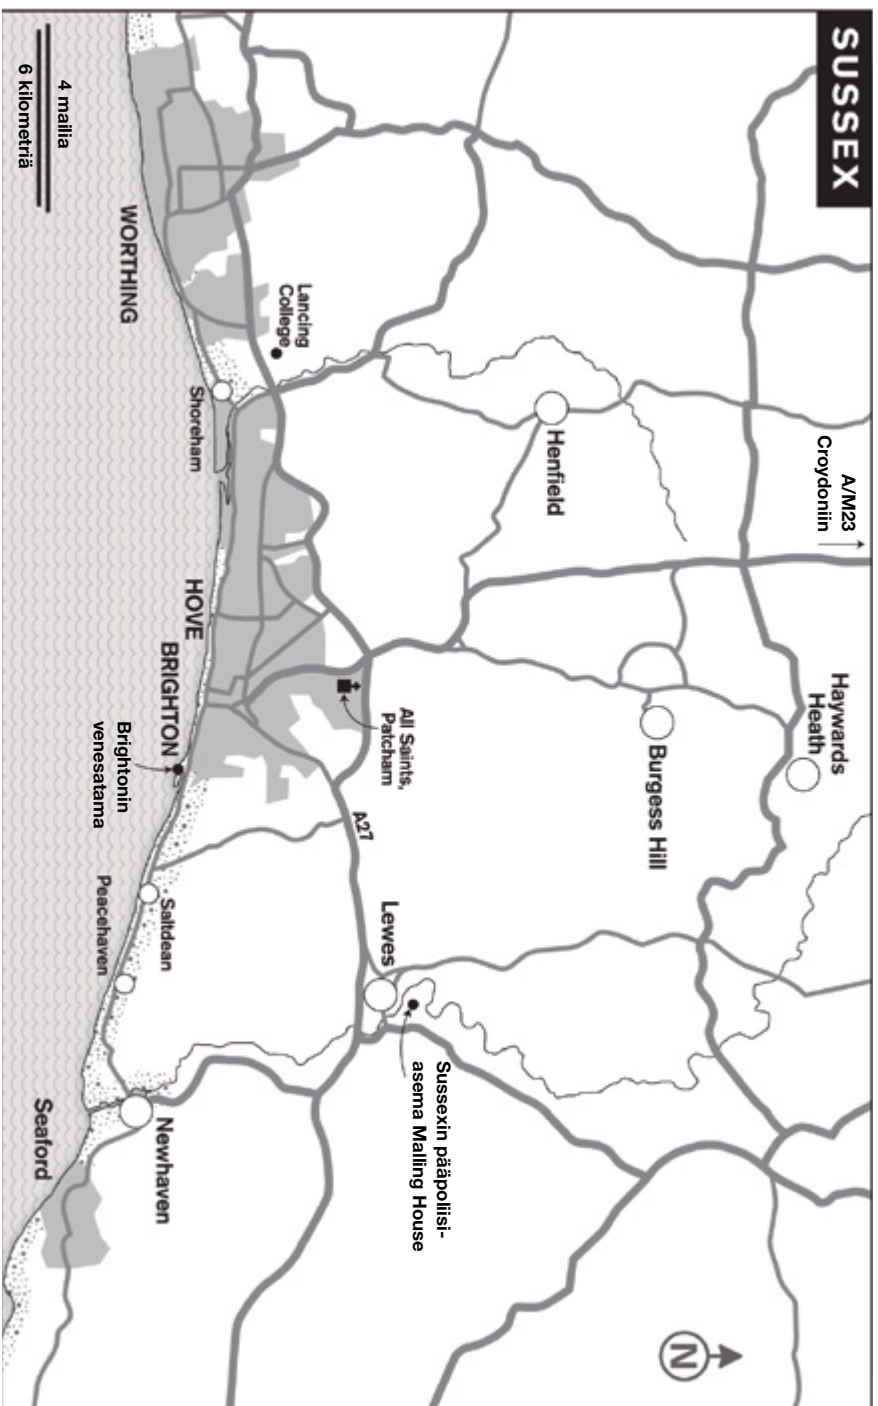 SUSSEX
A/M23
Croydoniin
Haywards
Heath
Henfield
Burgess Hill
Lancing
College
All Saints,
Patcham
A27
Lewes
Sussexin pääpoliisi-
asema Malling House
WORTHING
Shoreham
HOVE
BRIGHTON
Brightonin
venesatama
Saltdean
Peacehaven
Newhaven
Seaford
4 mailia
6 kilometriä
N